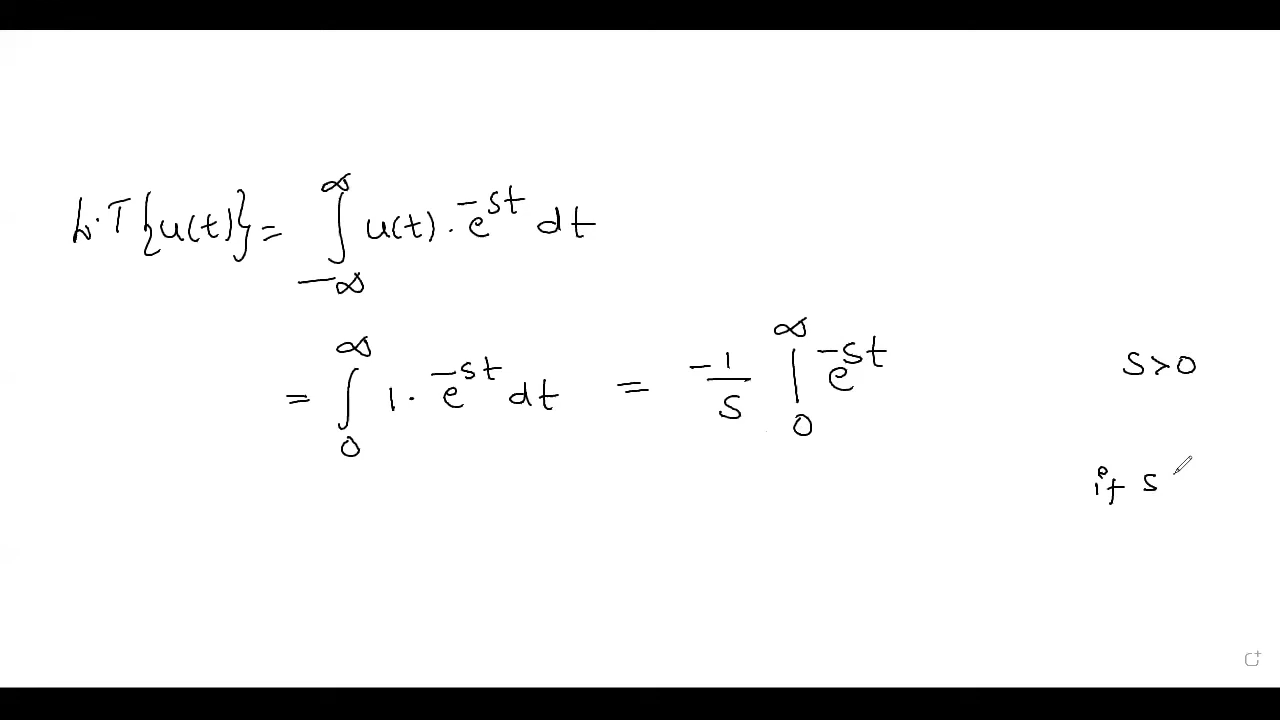 L.T{u(t)} = ∫_{-∞}^{∞} u(t) · e^{-st} dt
= ∫_{0}^{∞} 1 · e^{-st} dt = -1/s |_{0}^{∞} e^{-st}
s > 0
if s